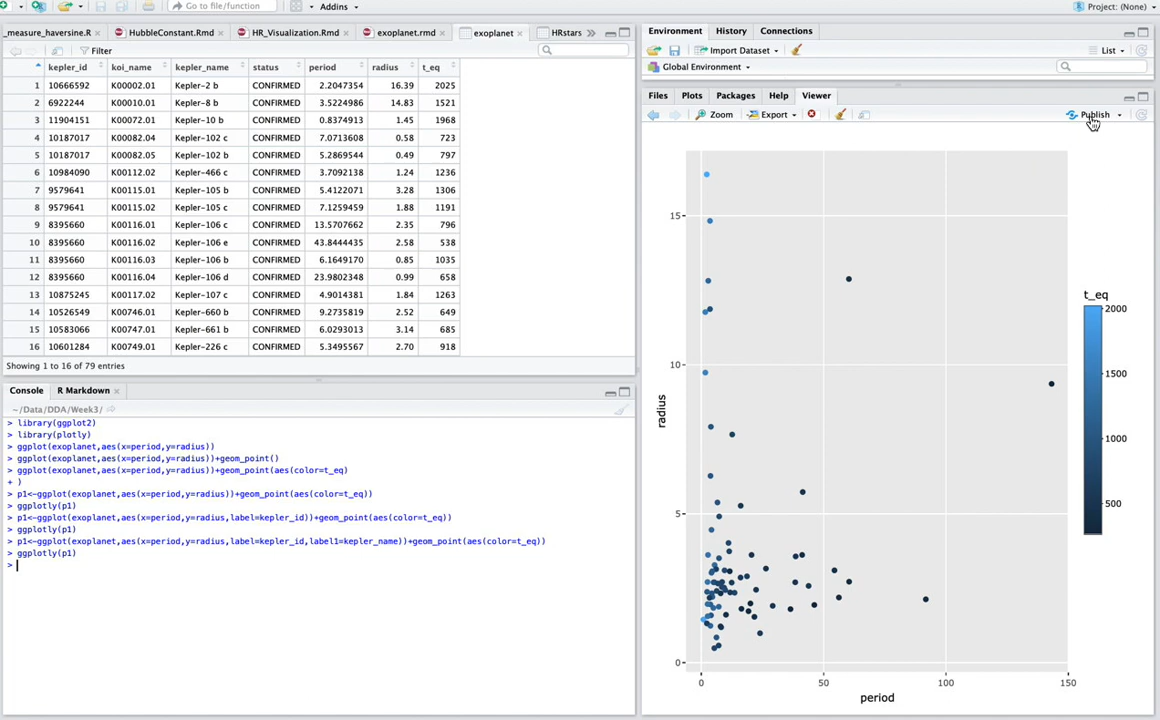 Go to file/function Addins Project: (None)
_measure_haversine.R HubbleConstant.Rmd HR_Visualization.Rmd exoplanet.rmd exoplanet HRstars
Filter
kepler_id koi_name kepler_name status period radius t_eq
1 10666592 K00002.01 Kepler-2 b CONFIRMED 2.2047354 16.39 2025
2 6922244 K00010.01 Kepler-8 b CONFIRMED 3.5224986 14.83 1521
3 11904151 K00072.01 Kepler-10 b CONFIRMED 0.8374913 1.45 1968
4 10187017 K00082.04 Kepler-102 c CONFIRMED 7.0713608 0.58 723
5 10187017 K00082.05 Kepler-102 b CONFIRMED 5.2869544 0.49 797
6 10984090 K00112.02 Kepler-466 c CONFIRMED 3.7092138 1.24 1236
7 9579641 K00115.01 Kepler-105 b CONFIRMED 5.4122071 3.28 1306
8 9579641 K00115.02 Kepler-105 c CONFIRMED 7.1259459 1.88 1191
9 8395660 K00116.01 Kepler-106 c CONFIRMED 13.5707662 2.35 796
10 8395660 K00116.02 Kepler-106 e CONFIRMED 43.8444435 2.58 538
11 8395660 K00116.03 Kepler-106 b CONFIRMED 6.1649170 0.85 1035
12 8395660 K00116.04 Kepler-106 d CONFIRMED 23.9802348 0.99 658
13 10875245 K00117.02 Kepler-107 c CONFIRMED 4.9014381 1.84 1263
14 10526549 K00746.01 Kepler-660 b CONFIRMED 9.2735819 2.52 649
15 10583066 K00747.01 Kepler-661 b CONFIRMED 6.0293013 3.14 685
16 10601284 K00749.01 Kepler-226 c CONFIRMED 5.3495567 2.70 918
Showing 1 to 16 of 79 entries
Console R Markdown
~/Data/DDA/Week3/
> library(ggplot2)
> library(plotly)
> ggplot(exoplanet,aes(x=period,y=radius))
> ggplot(exoplanet,aes(x=period,y=radius))+geom_point()
> ggplot(exoplanet,aes(x=period,y=radius))+geom_point(aes(color=t_eq)
+ )
> p1<-ggplot(exoplanet,aes(x=period,y=radius))+geom_point(aes(color=t_eq))
> ggplotly(p1)
> p1<-ggplot(exoplanet,aes(x=period,y=radius,label=kepler_id))+geom_point(aes(color=t_eq))
> ggplotly(p1)
> p1<-ggplot(exoplanet,aes(x=period,y=radius,label=kepler_id,label1=kepler_name))+geom_point(aes(color=t_eq))
> ggplotly(p1)
>
Environment History Connections
Import Dataset List
Global Environment
Files Plots Packages Help Viewer
Zoom Export Publish
15
10
5
0
radius
0 50 100 150
period
t_eq
2000
1500
1000
500